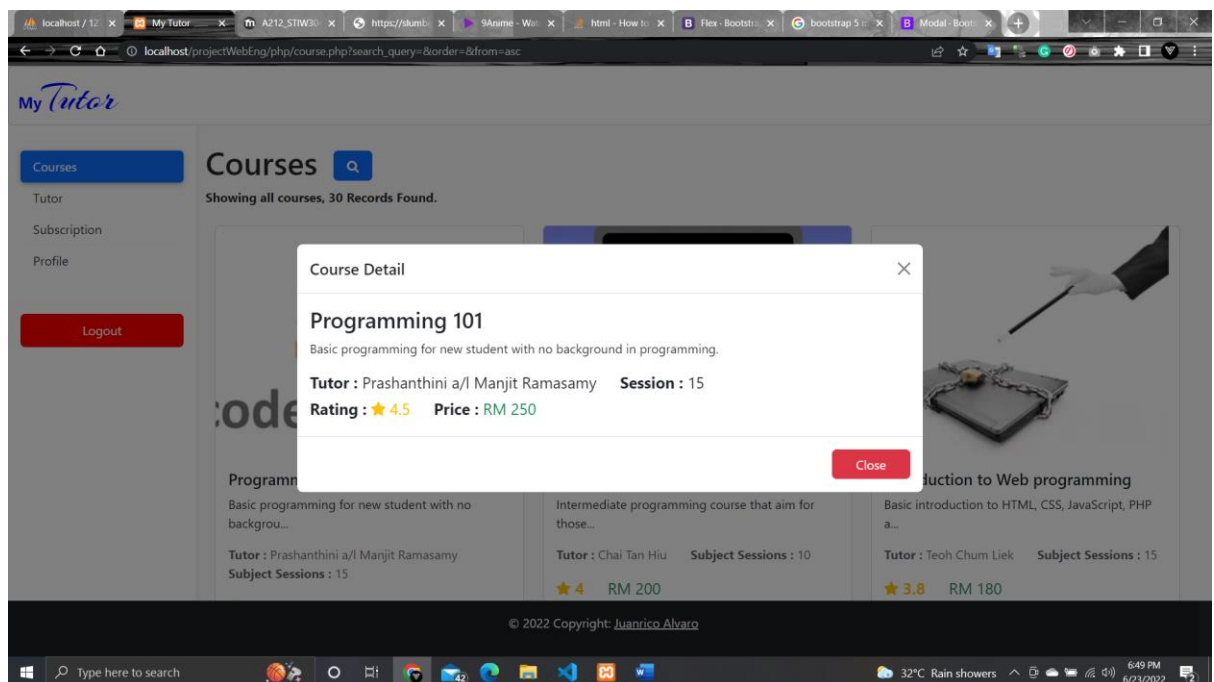 localhost / 12
My Tutor
A212_STIW30
https://slumb
9Anime - Wat
html - How to
Flex - Bootstra
bootstrap 5
Modal - Boots
localhost/projectWebEng/php/course.php?search_query=&order=&from=asc
My Tutor
Courses
Tutor
Subscription
Profile
Logout
Courses
Showing all courses, 30 Records Found.
Course Detail
Programming 101
Basic programming for new student with no background in programming.
Tutor : Prashanthini a/l Manjit Ramasamy Session : 15
Rating : ★ 4.5 Price : RM 250
Close
code
Programm
Basic programming for new student with no
backgrou...
Tutor : Prashanthini a/l Manjit Ramasamy
Subject Sessions : 15
Intermediate programming course that aim for
those...
Tutor : Chai Tan Hiu Subject Sessions : 10
★ 4 RM 200
duction to Web programming
Basic introduction to HTML, CSS, JavaScript, PHP
a...
Tutor : Teoh Chum Liek Subject Sessions : 15
★ 3.8 RM 180
© 2022 Copyright: Juanrico Alvaro
Type here to search
42
32°C Rain showers
6:49 PM
6/23/2022
2